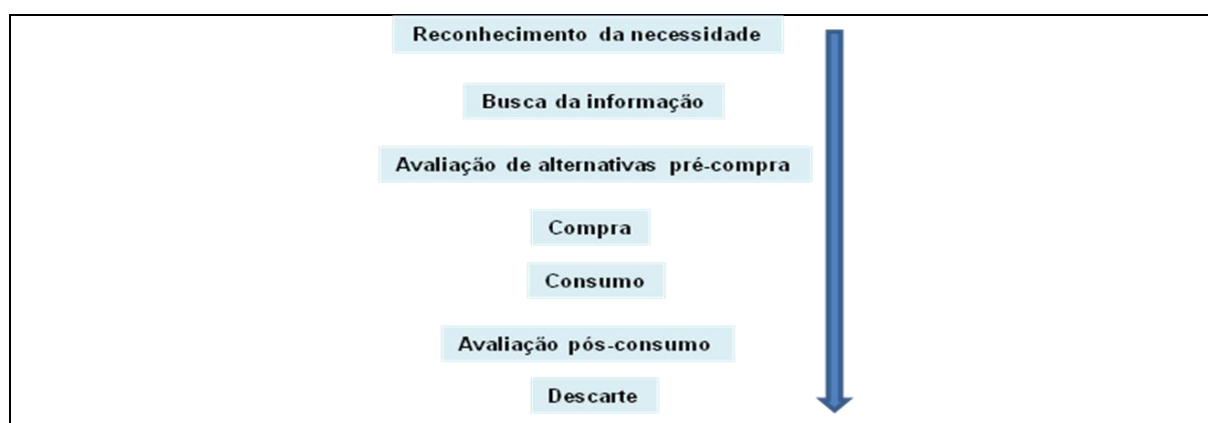 Reconhecimento da necessidade
Busca da informação
Avaliação de alternativas pré-compra
Compra
Consumo
Avaliação pós-consumo
Descarte